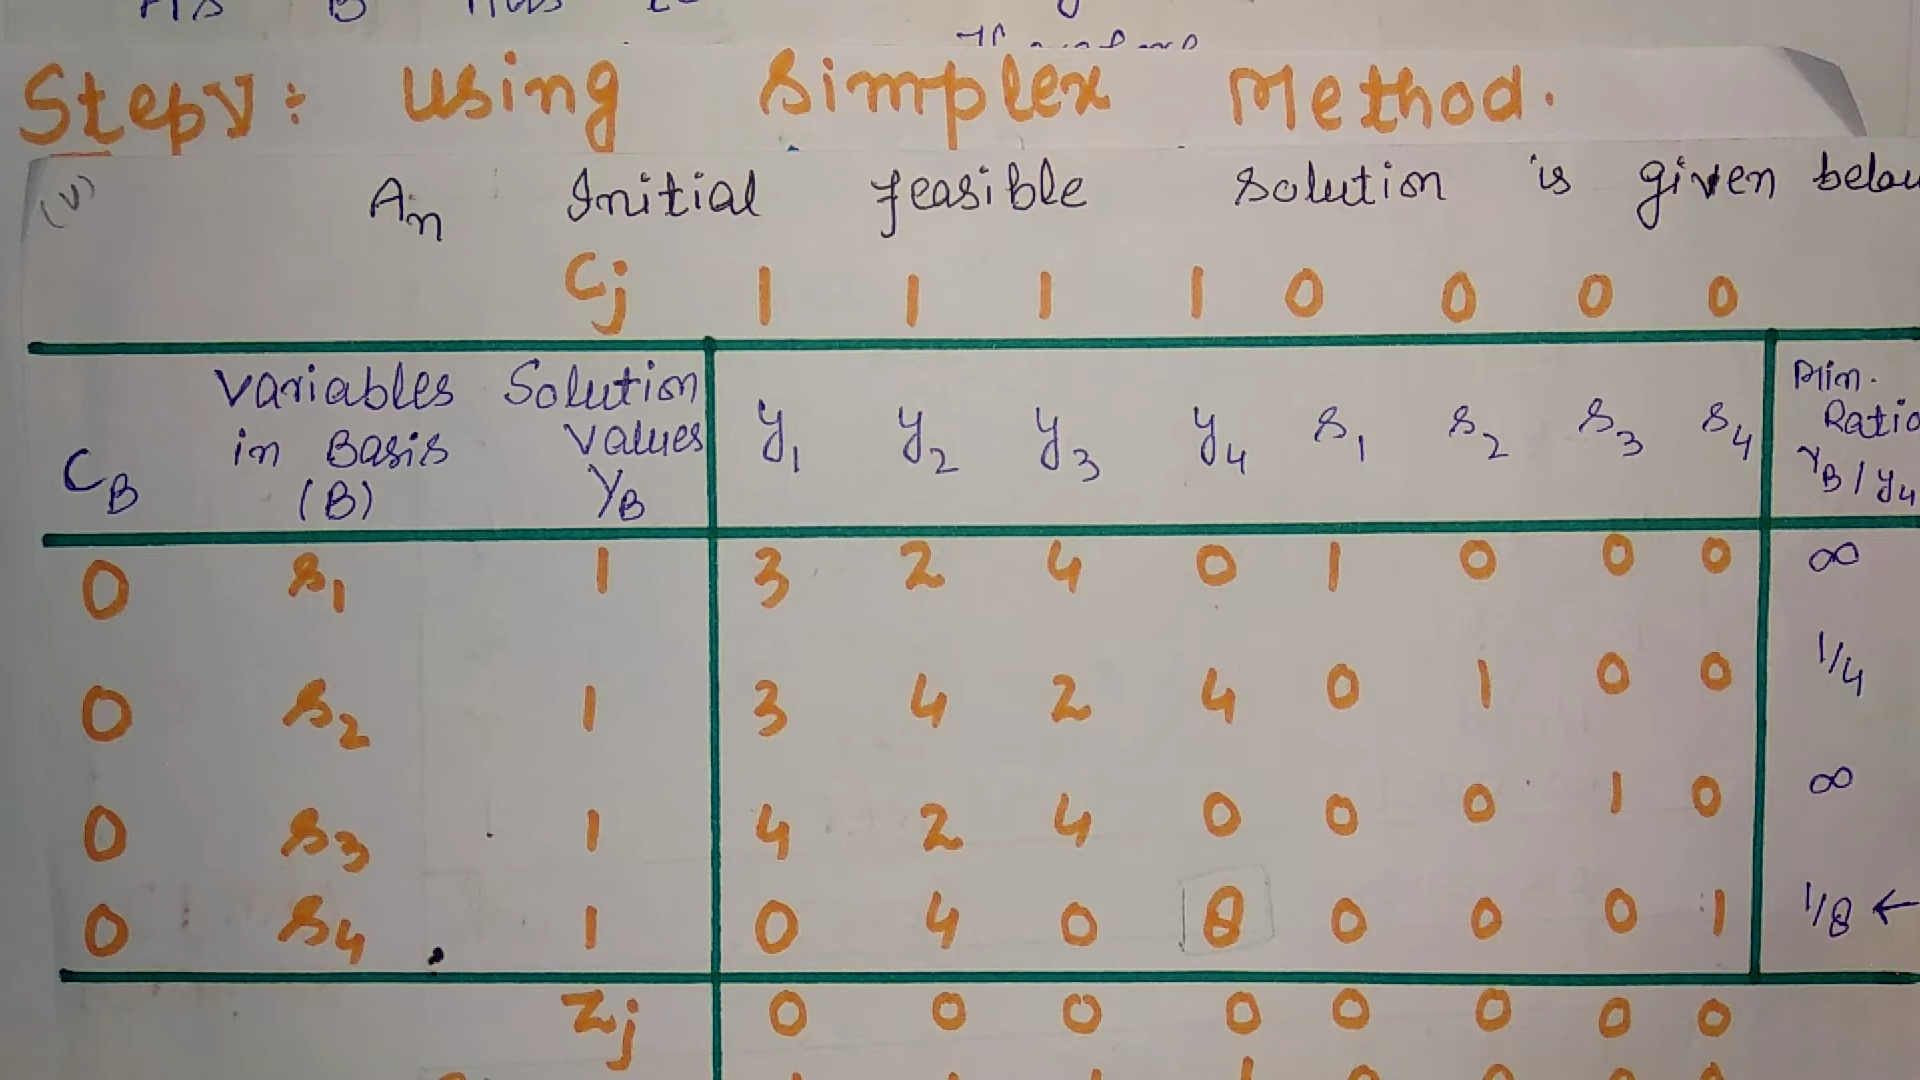 Step V: Using Simplex Method.
(V) An Initial feasible solution is given
Cj 1 1 1 1 0 0 0 0
CB Variables in Basis (B) Solution Values YB y1 y2 y3 y4 s1 s2 s3 s4 Min. Ratio YB/y4
0 s1 1 3 2 4 0 1 0 0 0 ∞
0 s2 1 3 4 2 4 0 1 0 0 1/4
0 s3 1 4 2 4 0 0 0 1 0 ∞
0 s4 1 0 4 0 8 0 0 0 1 1/8 ←
Zj 0 0 0 0 0 0 0 0